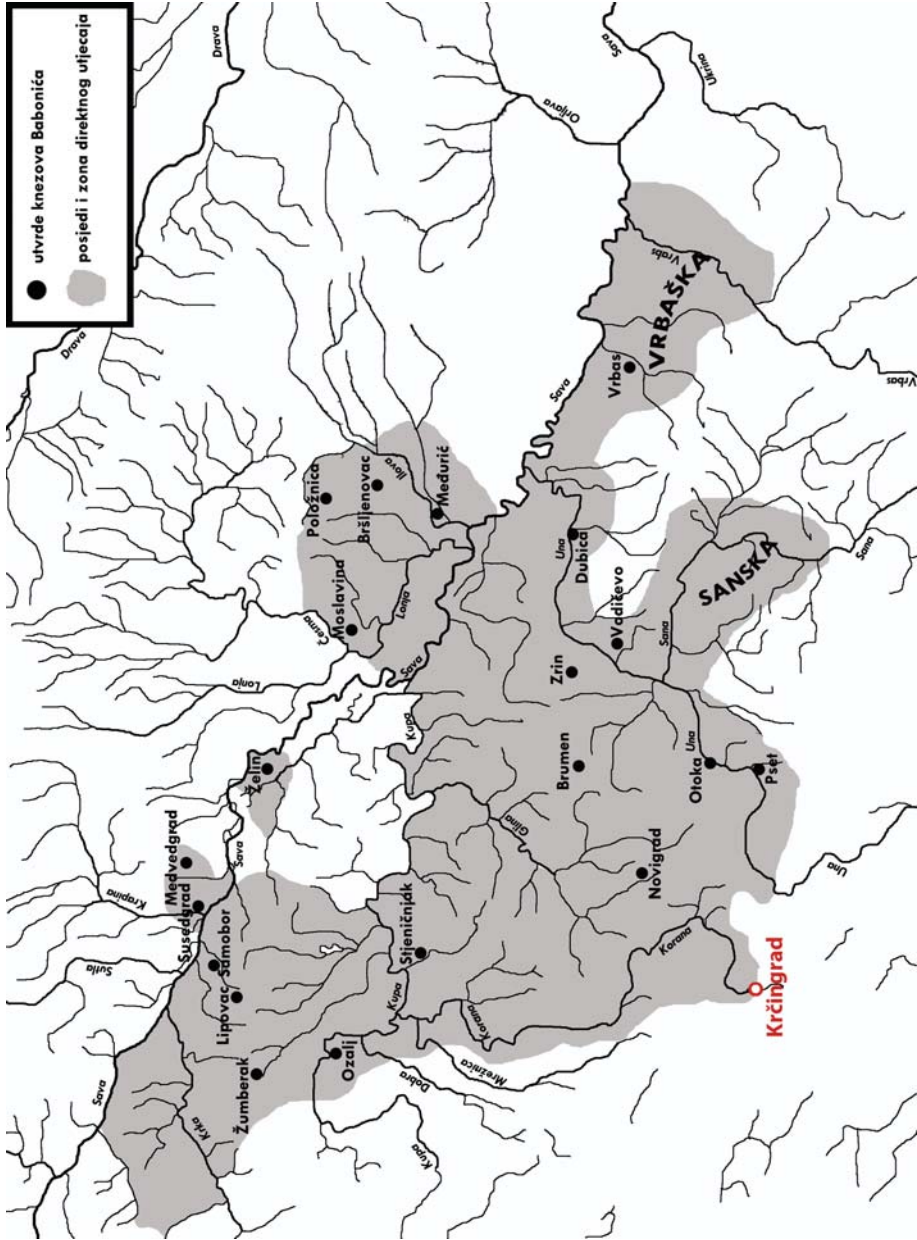 utvrde knezova Babonića
posjedi i zona direktnog utjecaja
Drava
Drava
Sava
Ukrina
Orljava
Vrabs
VRBAŠKA
Vrbas
Vrbas
Sava
Položnica
Bršljenovac
Ilova
Međurić
Moslavina
Lonja
Čezma
Lonja
Sava
Dubica
Una
Vodičevo
SANSKA
Sana
Sana
Zrin
Brumen
Kupa
Glina
Otoka
Una
Pset
Una
Novigrad
Želin
Medvedgrad
Susedgrad
Krapina
Sava
Sutla
Samobor
Lipovac
Stjeničnjak
Kupa
Korana
Korana
Krčingrad
Mrežnica
Dobra
Ozalj
Kupa
Žumberak
Krka
Sava